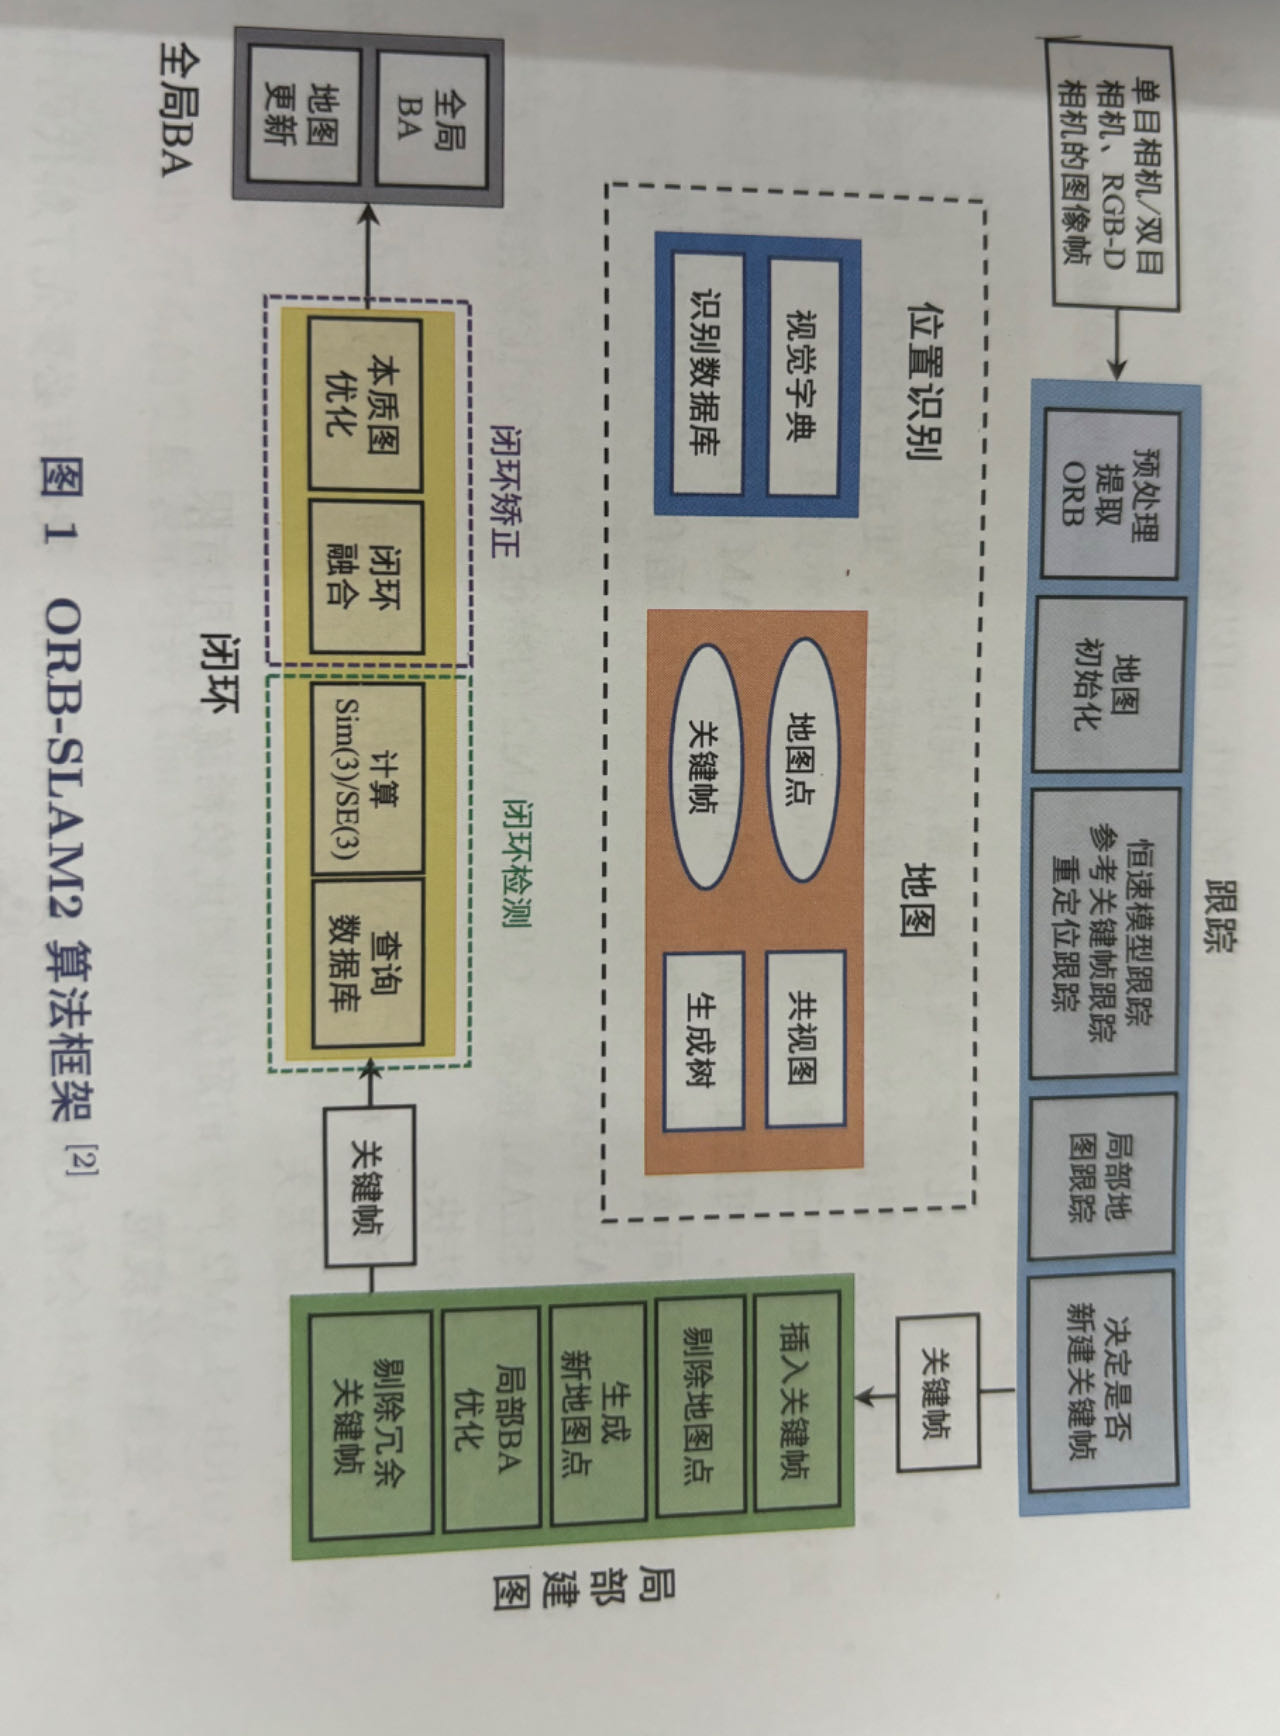 跟踪
单目相机/双目
相机、RGB-D
相机的图像帧
预处理
提取
ORB
地图
初始化
恒速模型跟踪
参考关键帧跟踪
重定位跟踪
局部地
图跟踪
决定是否
新建关键帧
关键帧
位置识别
视觉字典
识别数据库
地图
地图点
关键帧
共视图
生成树
插入关键帧
剔除地图点
生成
新地图点
局部BA
优化
剔除冗余
关键帧
局
部
建
图
关键帧
闭环检测
查询
数据库
计算
Sim(3)/SE(3)
闭环矫正
闭环
融合
本质图
优化
闭环
全局
BA
地图
更新
全局BA
图 1 ORB-SLAM2 算法框架 [2]